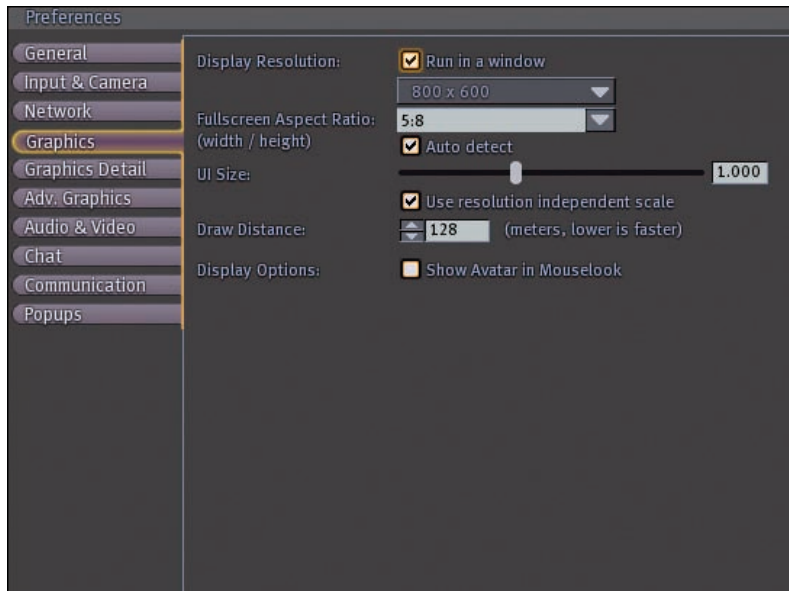 Preferences
General
Input & Camera
Network
Graphics
Graphics Detail
Adv. Graphics
Audio & Video
Chat
Communication
Popups
Display Resolution:
Run in a window
800 x 600
Fullscreen Aspect Ratio:
(width / height)
5:8
Auto detect
UI Size:
1.000
Use resolution independent scale
Draw Distance:
128 (meters, lower is faster)
Display Options:
Show Avatar in Mouselook